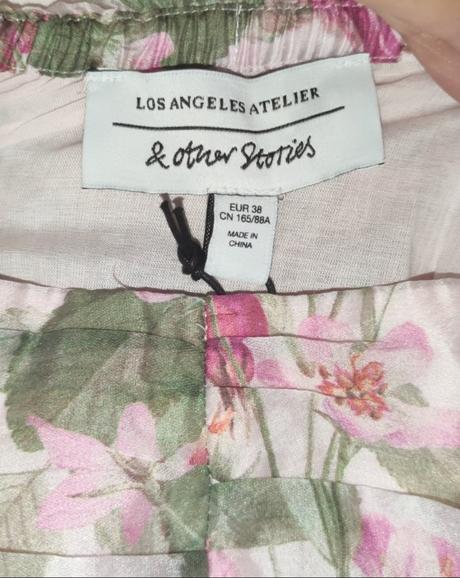 LOS ANGELES ATELIER
& other Stories
EUR 38
CN 165/88A
MADE IN
CHINA